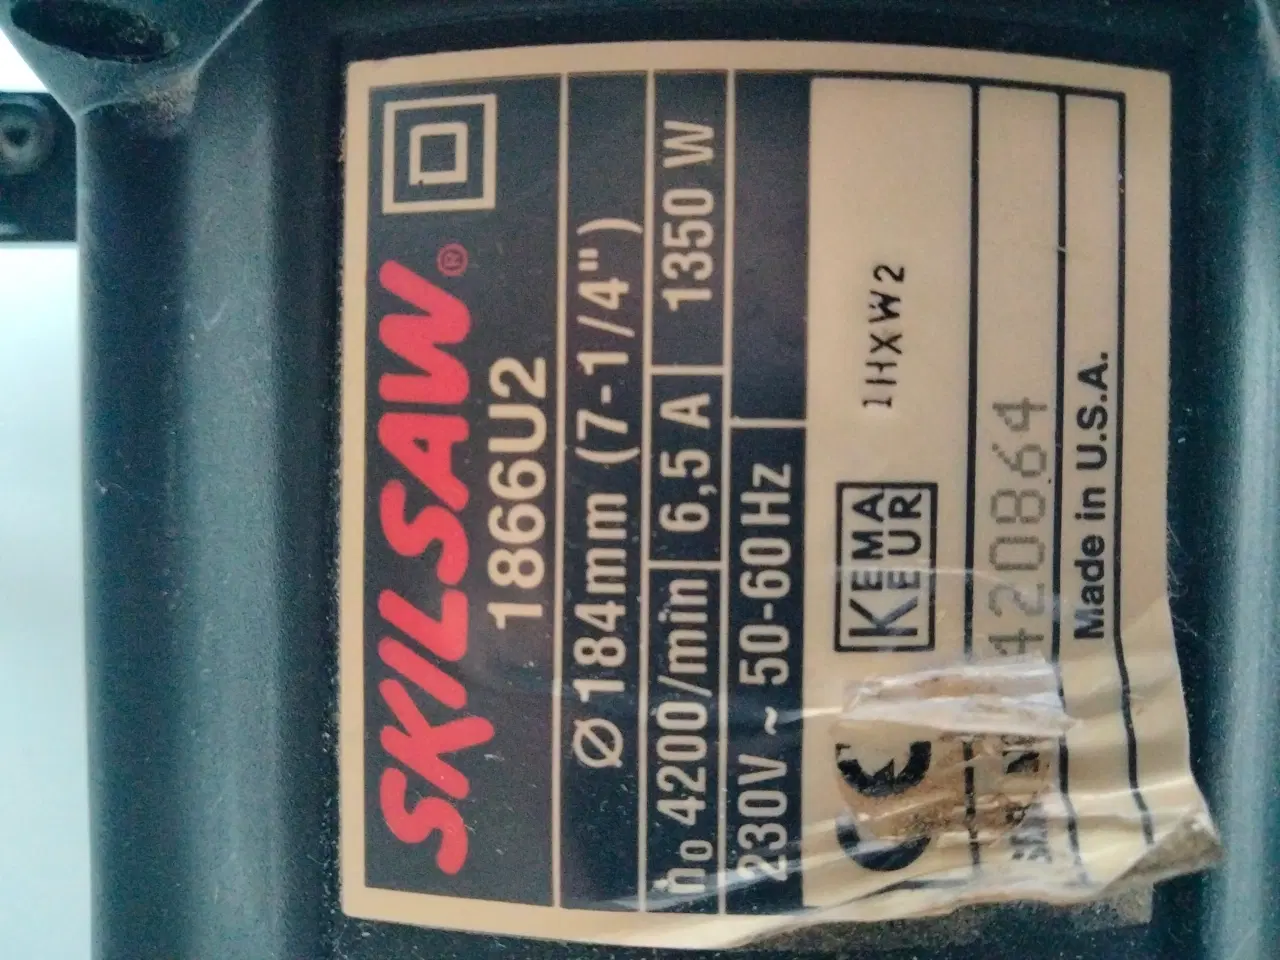 SKILSAW®
1866U2
Ø 184mm (7-1/4")
n0 4200/min 6,5 A 1350 W
230V ~ 50-60Hz
CE KEMA KEUR 1HXW2
420864
Made in U.S.A.